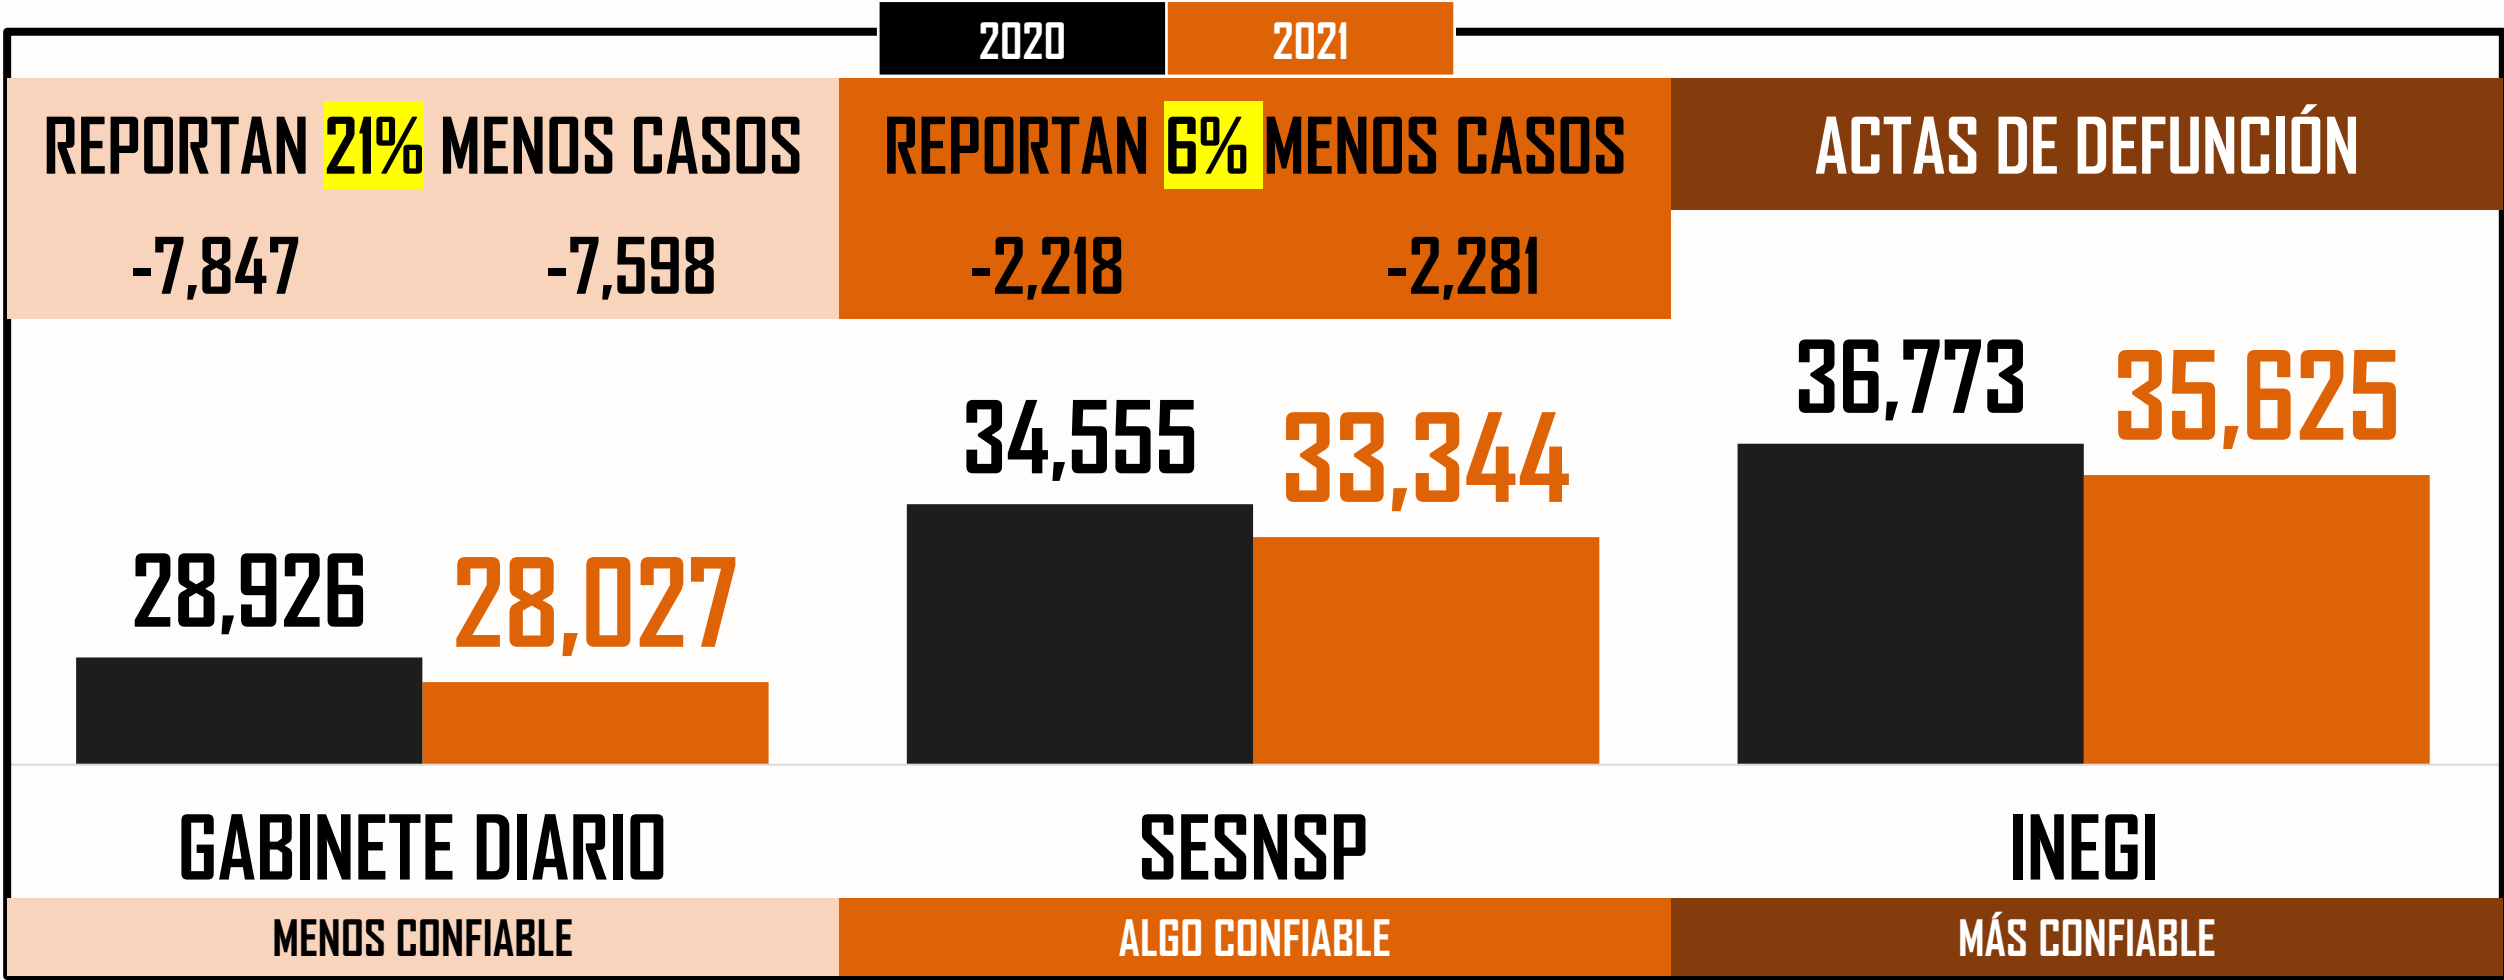 2020 2021
REPORTAN 21% MENOS CASOS
REPORTAN 6% MENOS CASOS
ACTAS DE DEFUNCIÓN
-7,847 -7,598 -2,218 -2,281
36,773 35,625
34,555 33,344
28,926 28,027
GABINETE DIARIO SESNSP INEGI
MENOS CONFIABLE ALGO CONFIABLE MÁS CONFIABLE